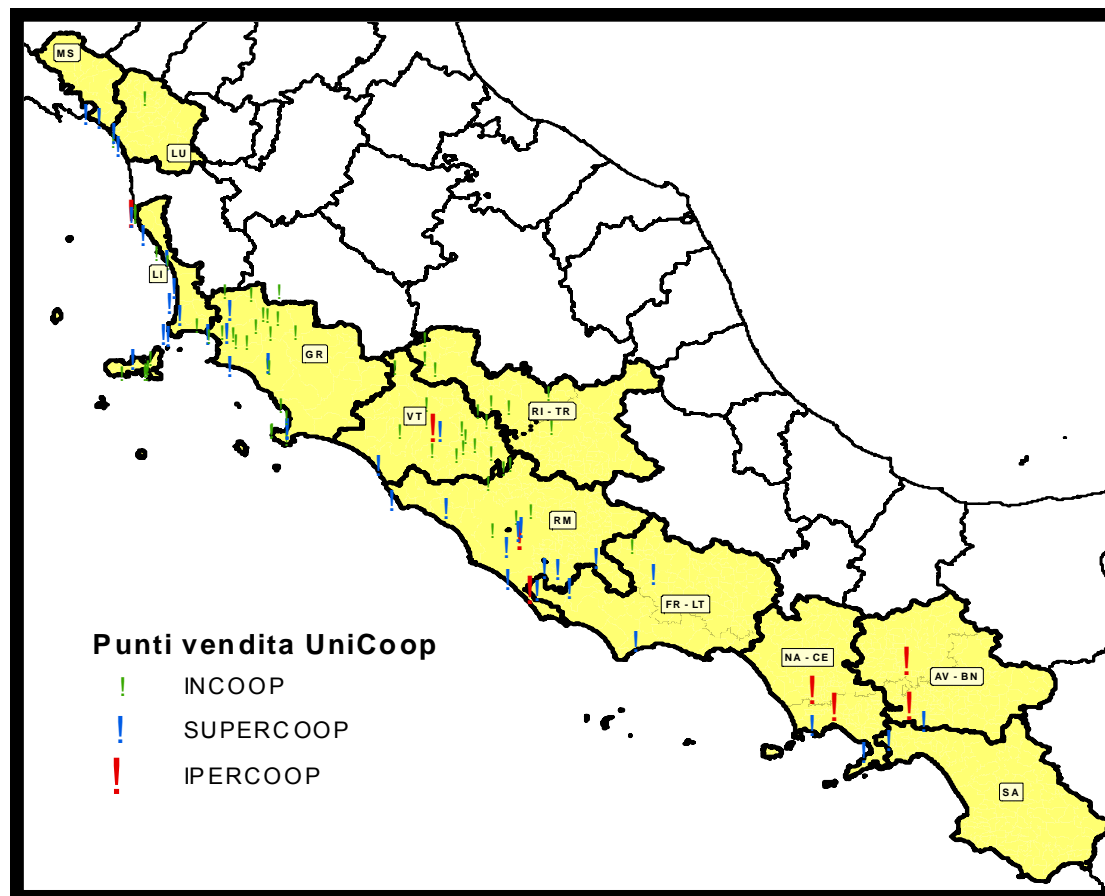 MS
LU
LI
GR
VT
RI - TR
RM
FR - LT
NA - CE
AV - BN
SA
Punti vendita UniCoop
! INCOOP
! SUPERCOOP
! IPERCOOP